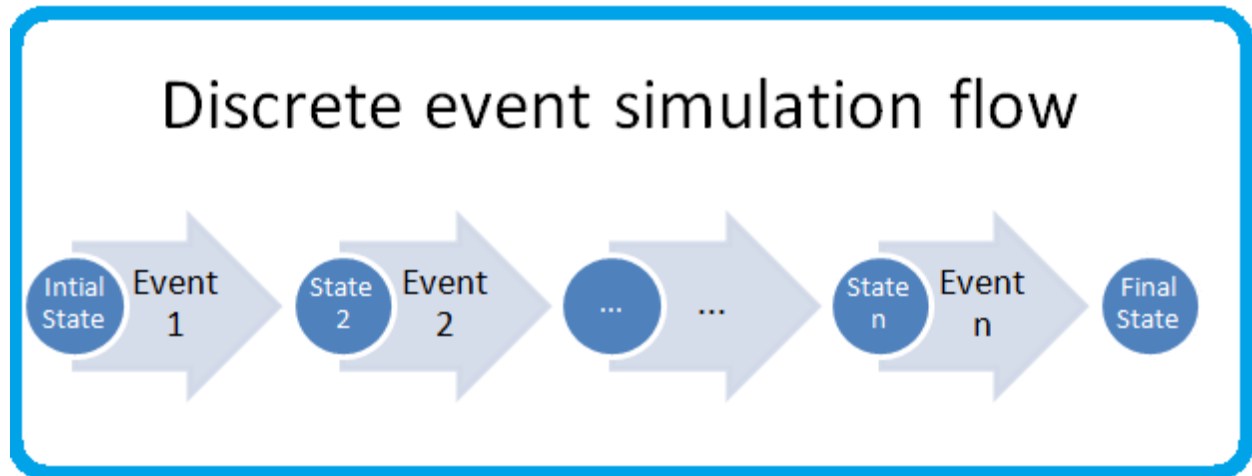 Discrete event simulation flow
Intial
State
Event
1
State
2
Event
2
...
...
State
n
Event
n
Final
State